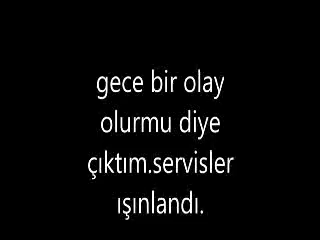 gece bir olay
olurmu diye
çıktım.servisler
ışınlandı.